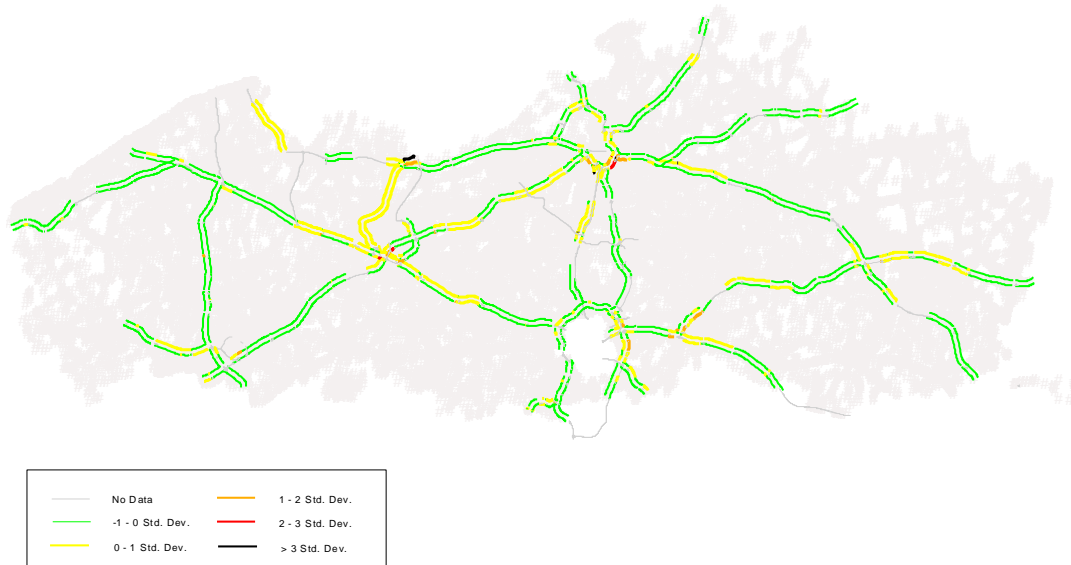 No Data
-1 - 0 Std. Dev.
0 - 1 Std. Dev.
1 - 2 Std. Dev.
2 - 3 Std. Dev.
> 3 Std. Dev.